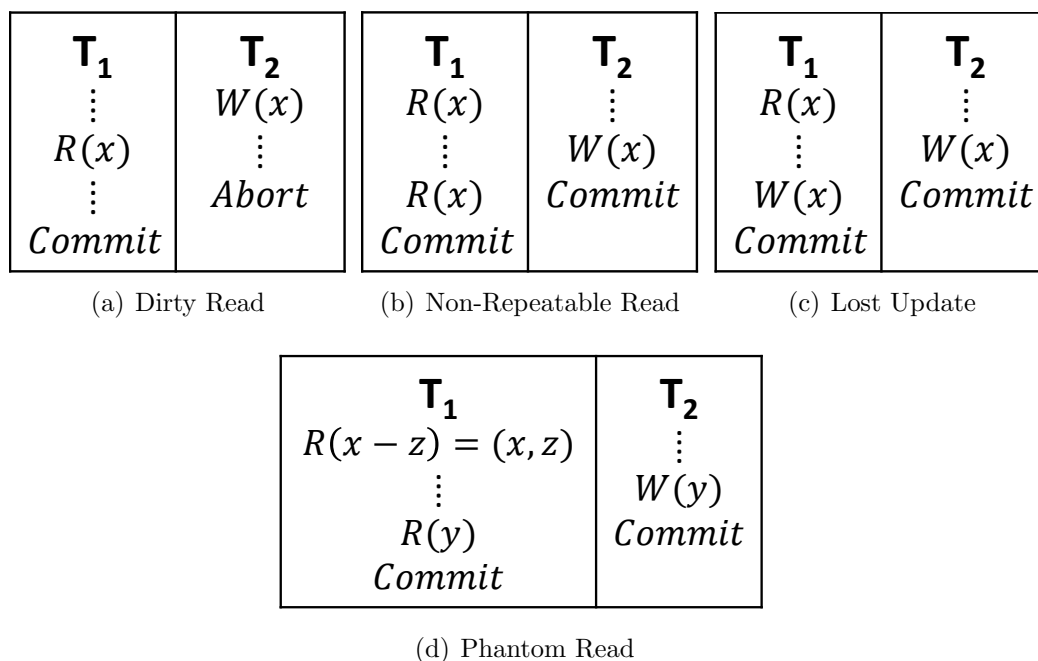 T₁ T₂ T₁ T₂ T₁ T₂
⋮ W(x) R(x) ⋮ R(x) ⋮
R(x) ⋮ ⋮ W(x) ⋮ W(x)
⋮ Abort R(x) Commit W(x) Commit
Commit Commit Commit
(a) Dirty Read (b) Non-Repeatable Read (c) Lost Update
T₁ T₂
R(x − z) = (x, z) ⋮
⋮ W(y)
R(y) Commit
Commit
(d) Phantom Read